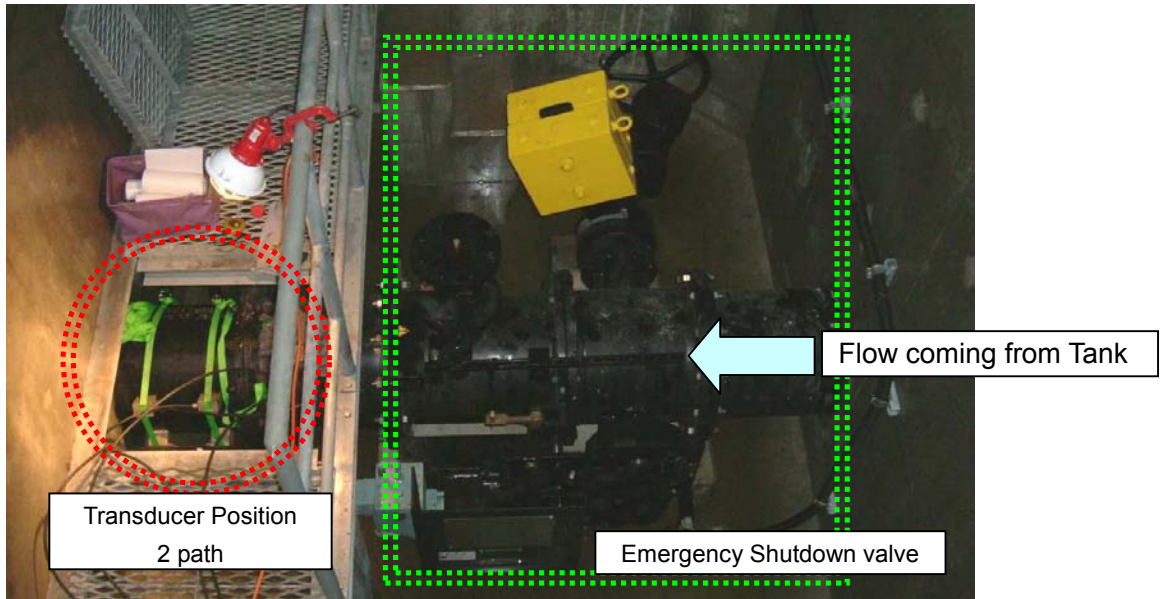 Flow coming from Tank
Transducer Position
2 path
Emergency Shutdown valve